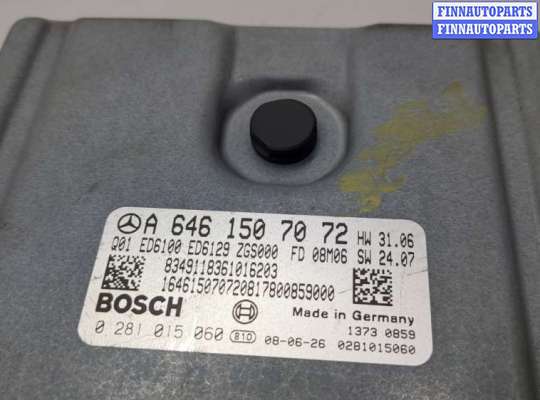 FINNAUTOPARTS
FINNAUTOPARTS
A 646 150 70 72 HW 31.06
Q01 ED6100 ED6129 ZGS000 FD 08M06 SW 24.07
8349118361016203
164615070720817800859000
BOSCH
Made in Germany
1373 0859
0 281 015 060 810 08-06-26 0281015060